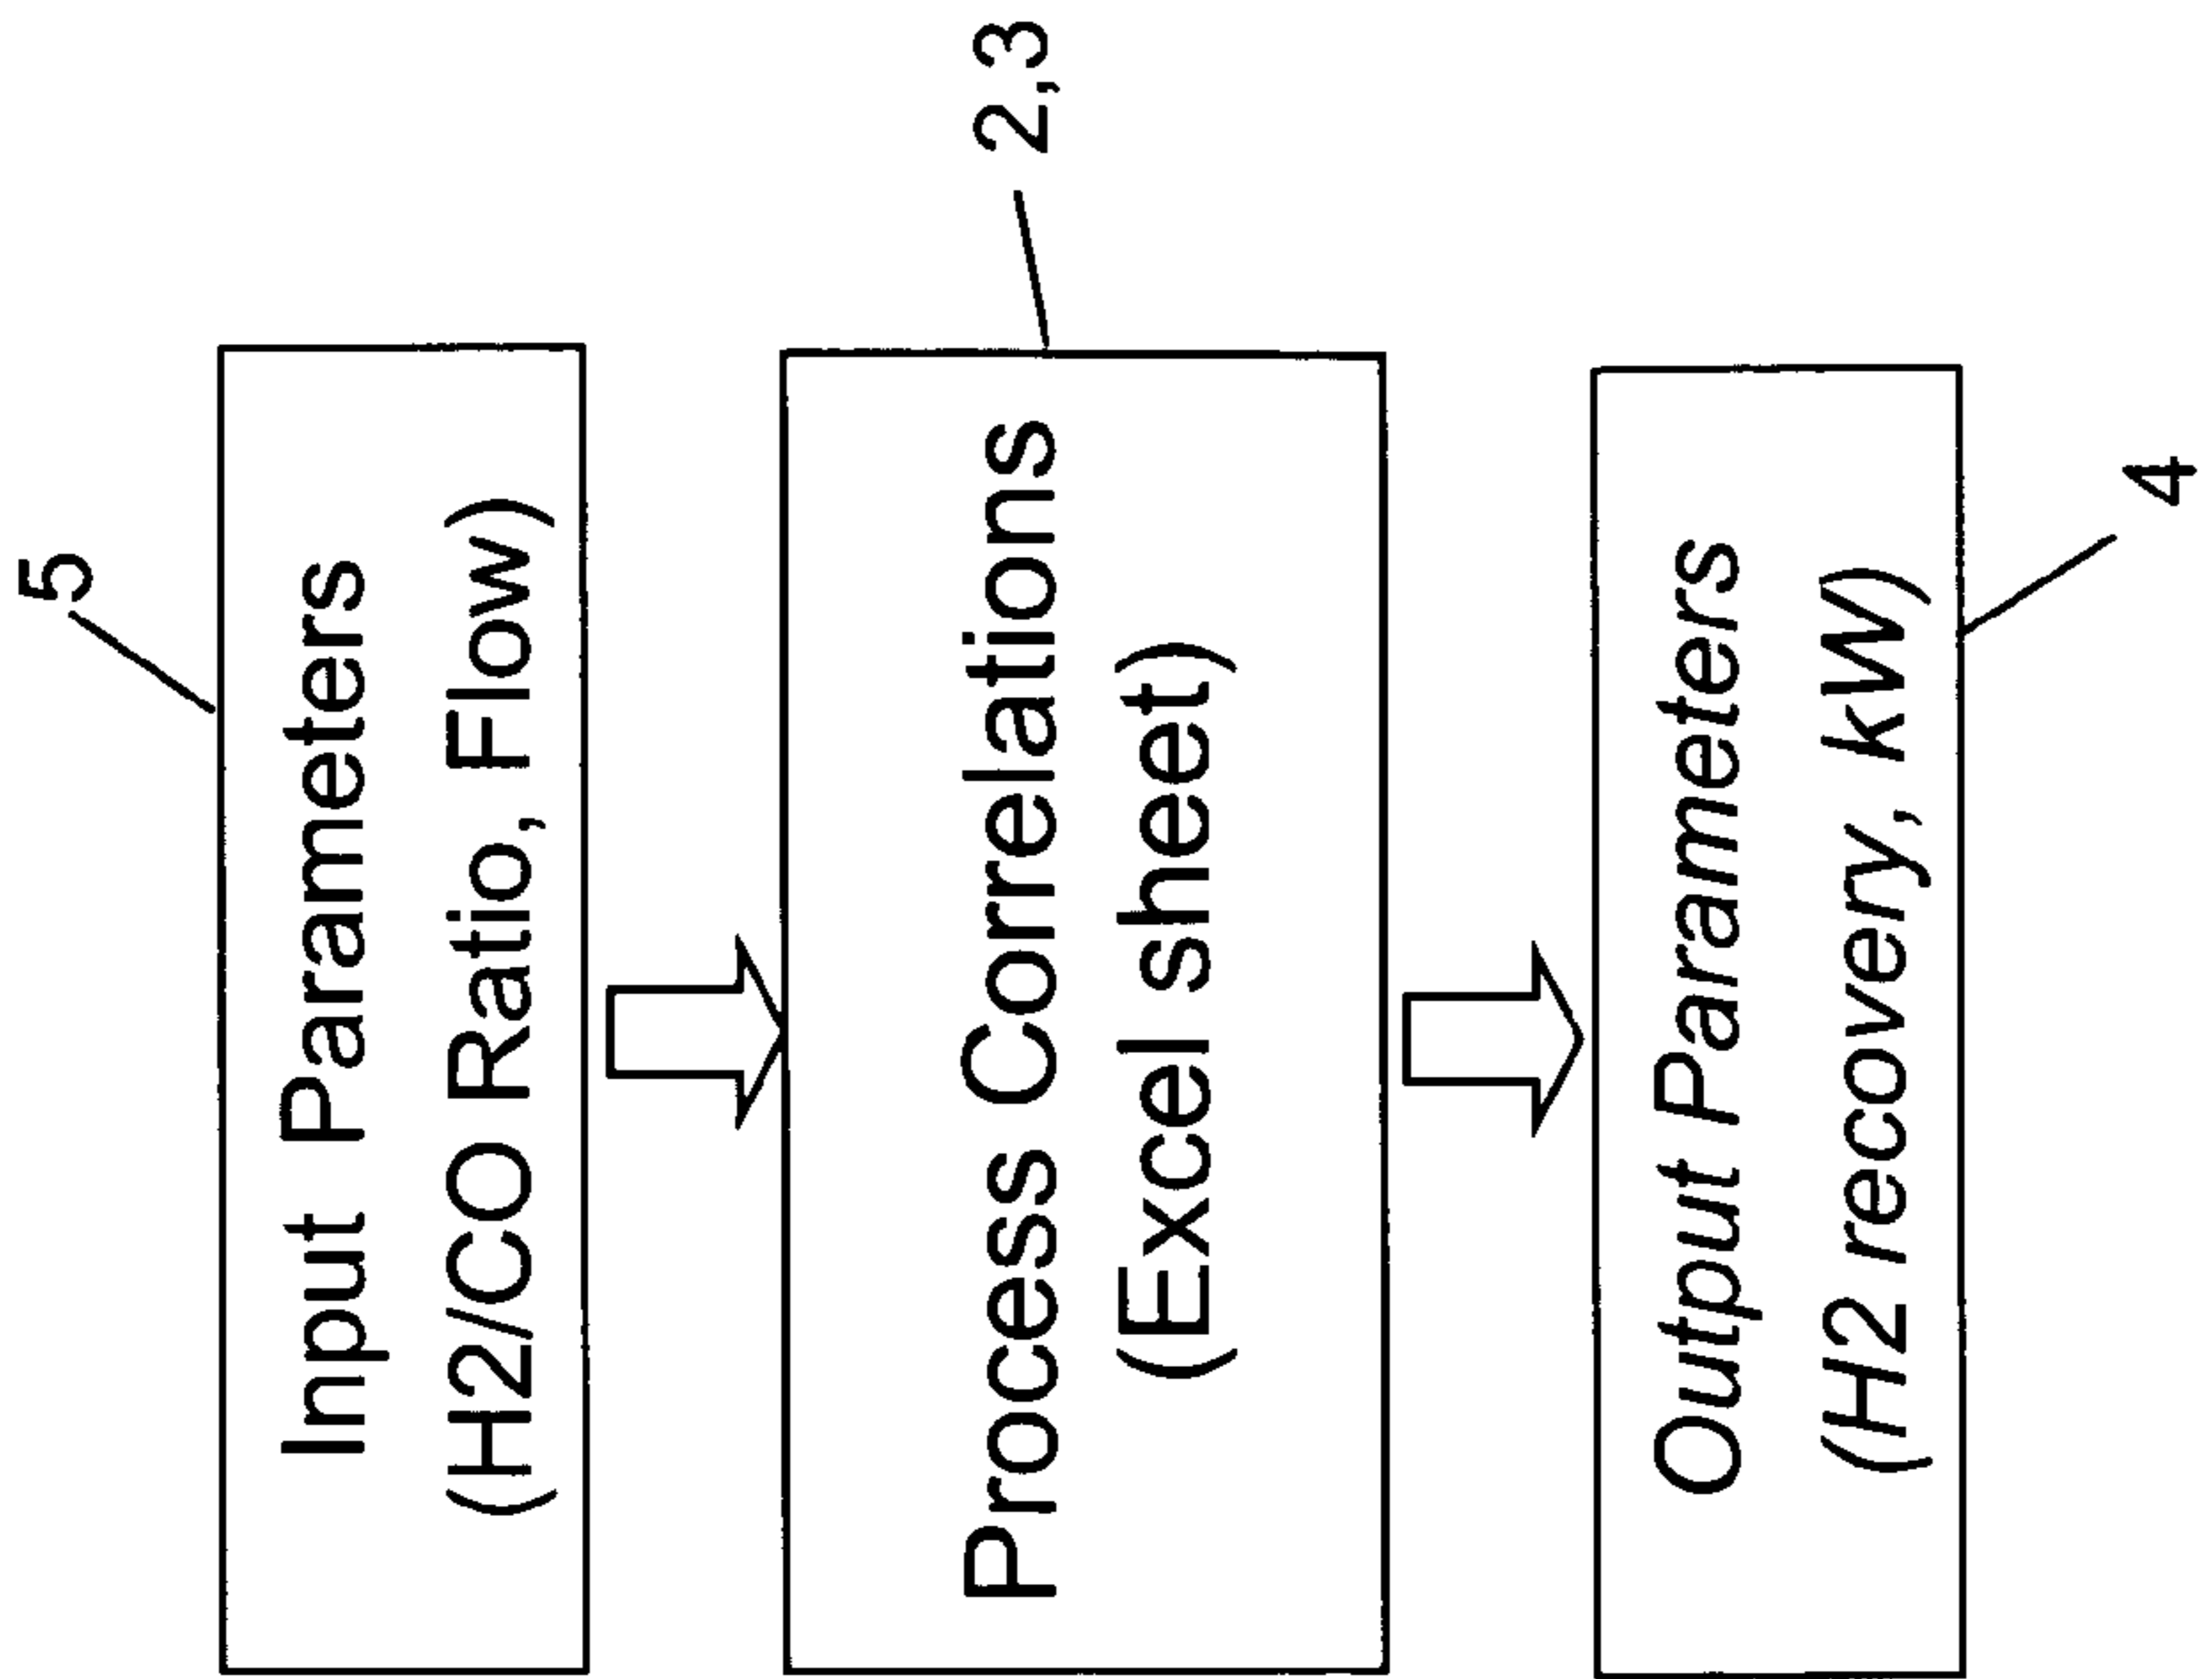 5
Input Parameters
(H2/CO Ratio, Flow)
2,3
Process Correlations
(Excel sheet)
Output Parameters
(H2 recovery, kW)
4